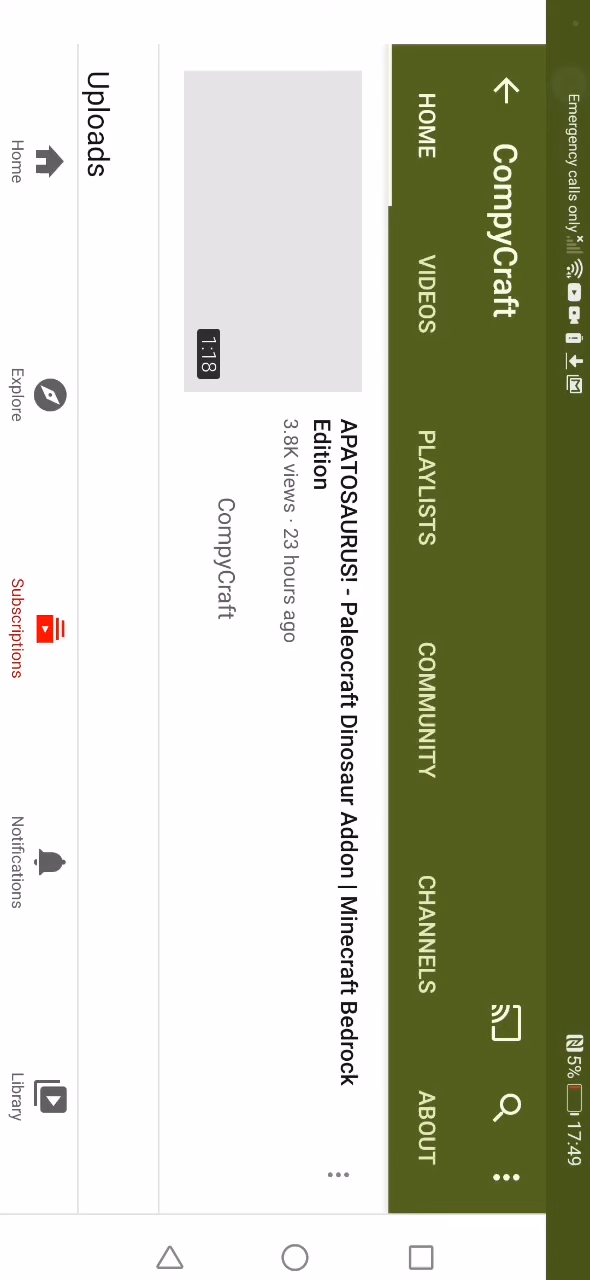 Emergency calls only
5%
17:49
CompyCraft
HOME
VIDEOS
PLAYLISTS
COMMUNITY
CHANNELS
ABOUT
1:18
APATOSAURUS! - Paleocraft Dinosaur Addon | Minecraft Bedrock
Edition
3.8K views · 23 hours ago
CompyCraft
Uploads
Home
Explore
Subscriptions
Notifications
Library